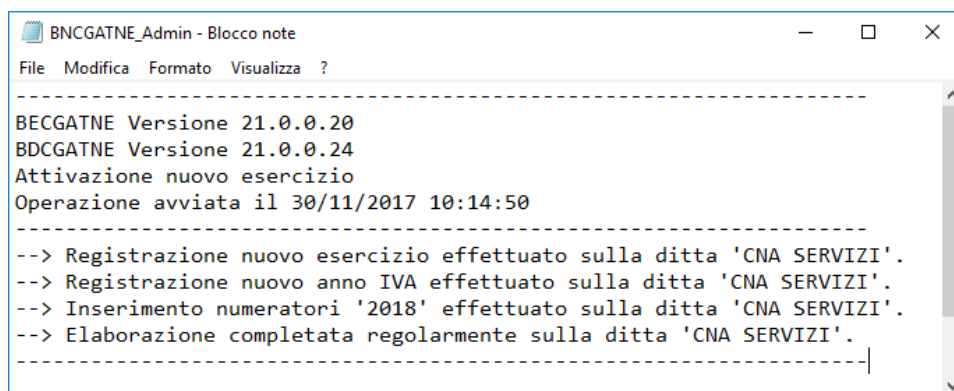 BNCGATNE_Admin - Blocco note
File Modifica Formato Visualizza ?
-------------------------------------------------------------------
BECGATNE Versione 21.0.0.20
BDCGATNE Versione 21.0.0.24
Attivazione nuovo esercizio
Operazione avviata il 30/11/2017 10:14:50
-------------------------------------------------------------------
--> Registrazione nuovo esercizio effettuato sulla ditta 'CNA SERVIZI'.
--> Registrazione nuovo anno IVA effettuato sulla ditta 'CNA SERVIZI'.
--> Inserimento numeratori '2018' effettuato sulla ditta 'CNA SERVIZI'.
--> Elaborazione completata regolarmente sulla ditta 'CNA SERVIZI'.
-------------------------------------------------------------------